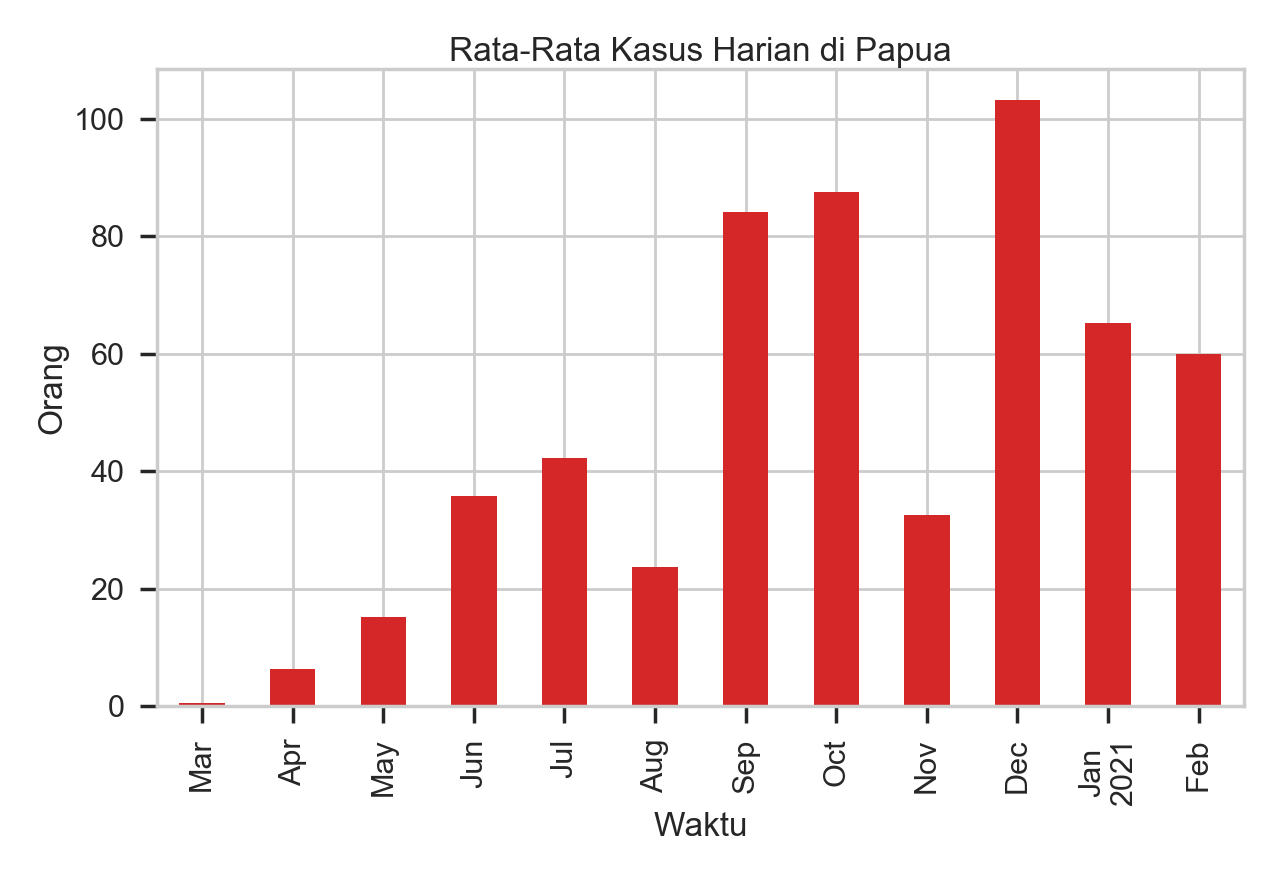 Rata-Rata Kasus Harian di Papua
Orang
100
80
60
40
20
0
Mar
Apr
May
Jun
Jul
Aug
Sep
Oct
Nov
Dec
Jan
2021
Feb
Waktu